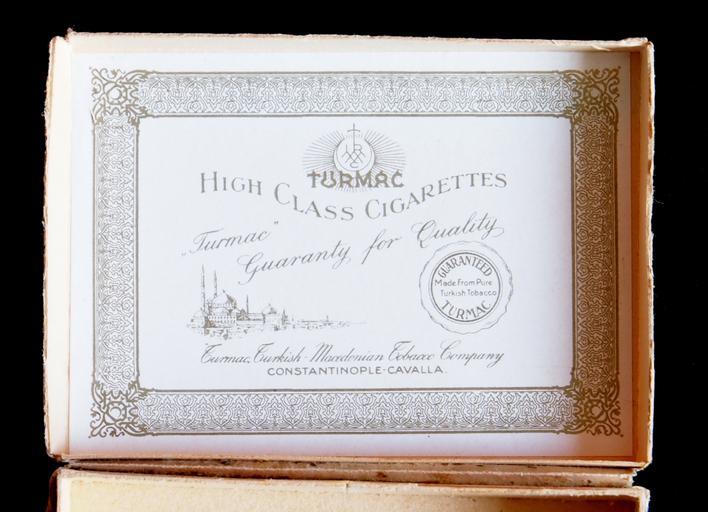 TURMAC
HIGH CLASS CIGARETTES
„Turmac” Guaranty for Quality
GUARANTEED
Made From Pure
Turkish Tobacco
TURMAC
Turmac, Turkish-Macedonian Tobacco Company
CONSTANTINOPLE-CAVALLA.